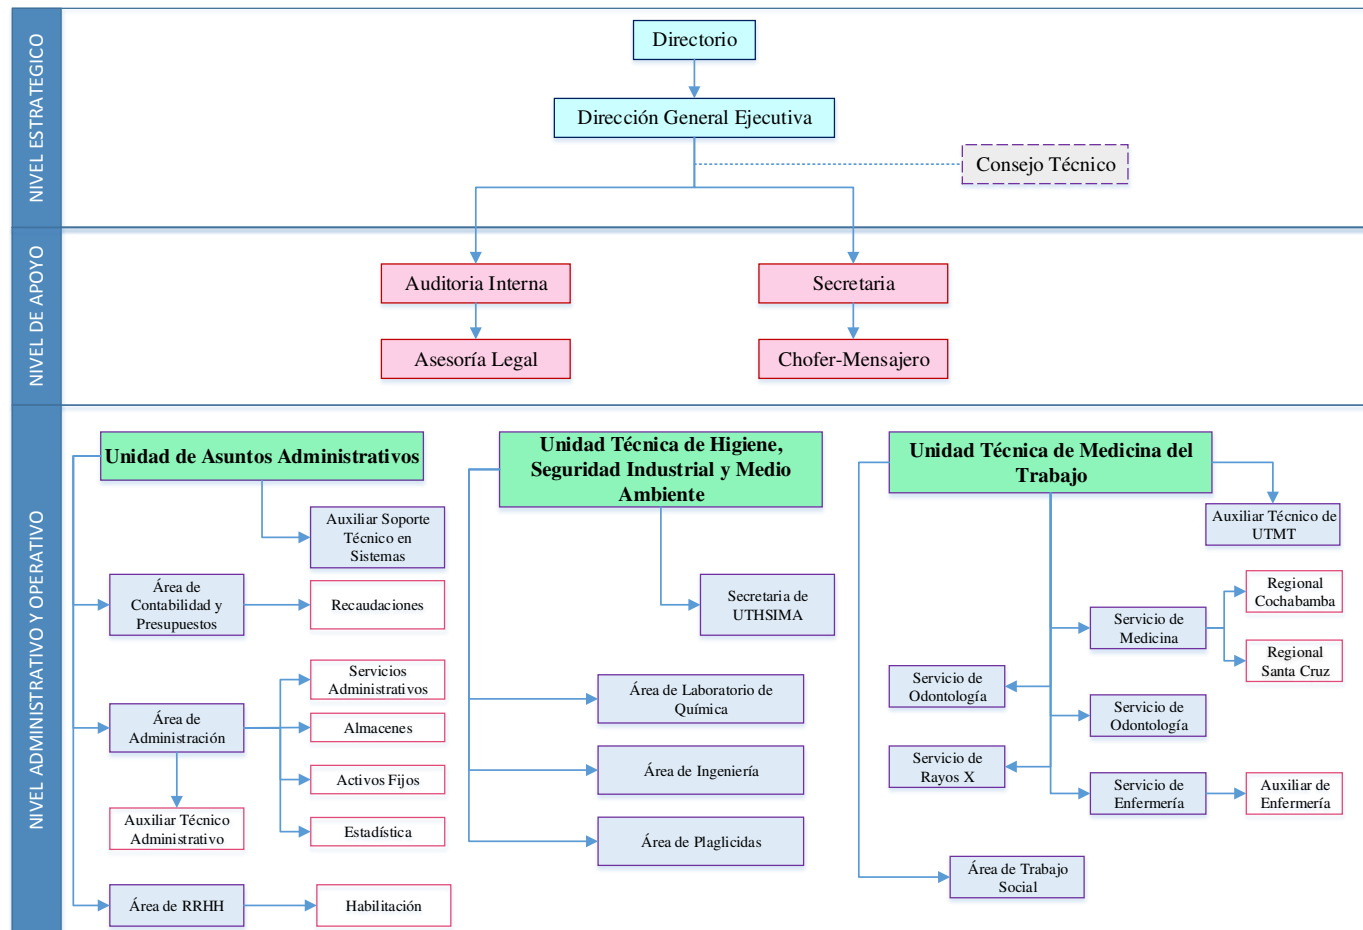 NIVEL ESTRATEGICO
Directorio
Dirección General Ejecutiva
Consejo Técnico
NIVEL DE APOYO
Auditoria Interna
Secretaria
Asesoría Legal
Chofer-Mensajero
NIVEL ADMINISTRATIVO Y OPERATIVO
Unidad de Asuntos Administrativos
Auxiliar Soporte
Técnico en
Sistemas
Área de
Contabilidad y
Presupuestos
Recaudaciones
Servicios
Administrativos
Área de
Administración
Almacenes
Activos Fijos
Auxiliar Técnico
Administrativo
Estadística
Área de RRHH
Habilitación
Unidad Técnica de Higiene,
Seguridad Industrial y Medio
Ambiente
Secretaria de
UTHSIMA
Área de Laboratorio de
Química
Área de Ingeniería
Área de Plaglicidas
Unidad Técnica de Medicina del
Trabajo
Auxiliar Técnico de
UTMT
Servicio de
Medicina
Regional
Cochabamba
Regional
Santa Cruz
Servicio de
Odontología
Servicio de
Odontología
Servicio de
Rayos X
Servicio de
Enfermería
Auxiliar de
Enfermería
Área de Trabajo
Social